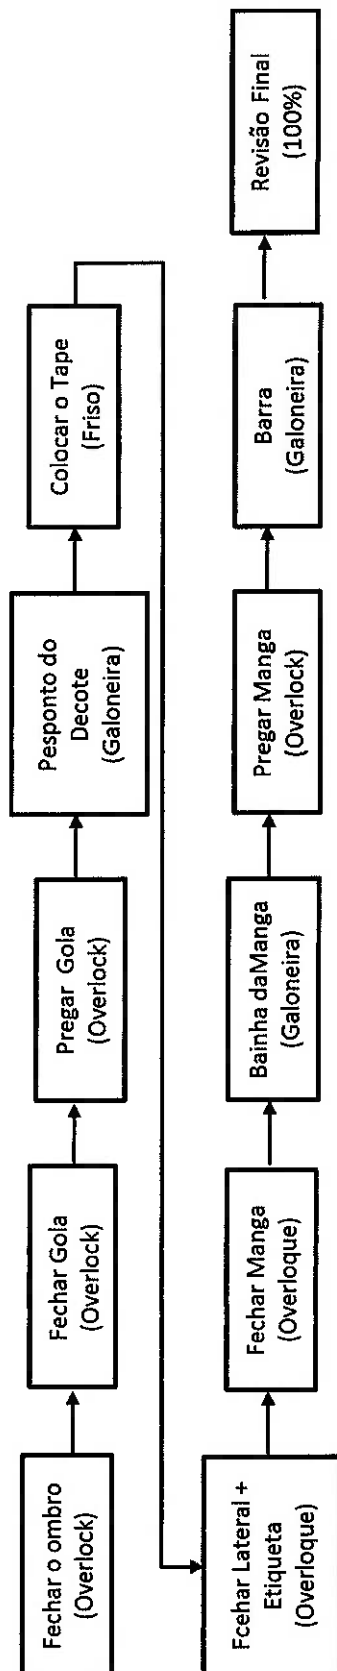 Fechar o ombro
(Overlock)
Fechar Gola
(Overlock)
Pregar Gola
(Overlock)
Pesponto do
Decote
(Galoneira)
Colocar o Tape
(Friso)
Fcehar Lateral +
Etiqueta
(Overloque)
Fechar Manga
(Overloque)
Bainha daManga
(Galoneira)
Pregar Manga
(Overlock)
Barra
(Galoneira)
Revisão Final
(100%)